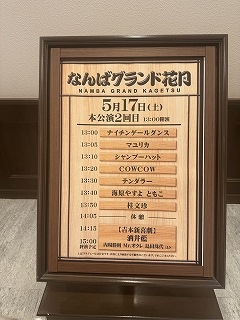 なんばグランド花月
NAMBA GRAND KAGETSU
5月17日(土)
本公演2回目 13:00開演
13:00 ナイチンゲールダンス
13:05 マユリカ
13:10 シャンプーハット
13:20 COWCOW
13:30 テンダラー
13:40 海原やすよ ともこ
13:50 桂文珍
14:05 休憩
14:15 【吉本新喜劇】
酒井藍
15:00
終演予定